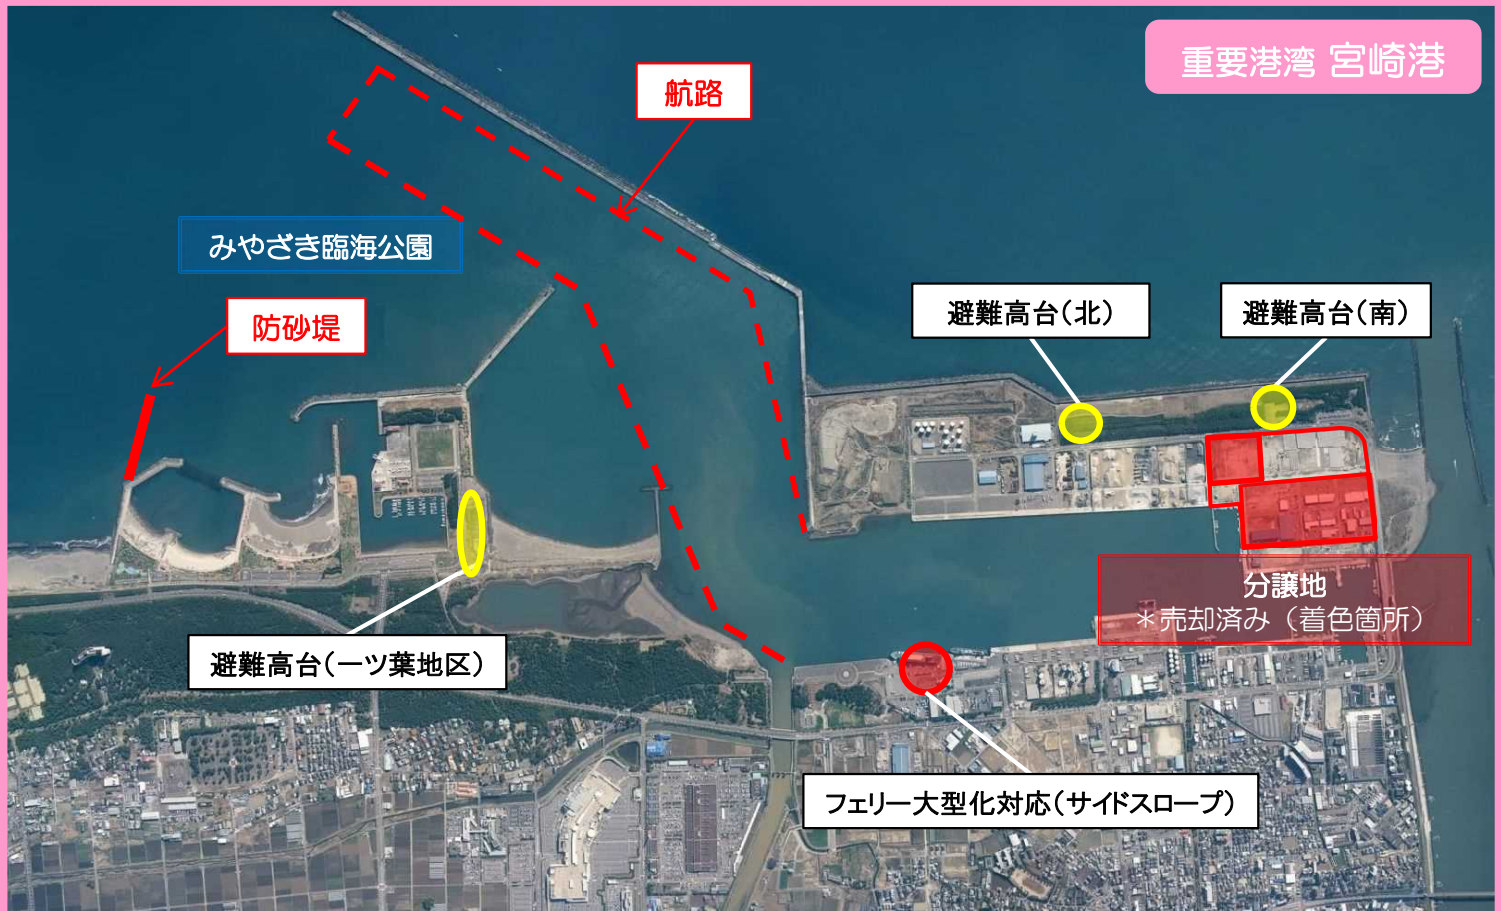 重要港湾 宮崎港
航路
みやざき臨海公園
防砂堤
避難高台(北)
避難高台(南)
分譲地
＊売却済み（着色箇所）
避難高台(一ツ葉地区)
フェリー大型化対応(サイドスロープ)